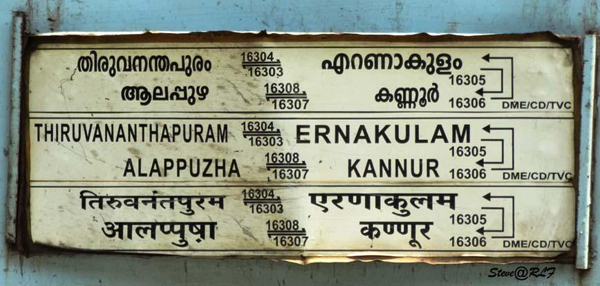 തിരുവനന്തപുരം 16304 16303 എറണാകുളം
ആലപ്പുഴ 16308 16307 കണ്ണൂർ 16305 16306 DME/CD/TVC
THIRUVANANTHAPURAM 16304 16303 ERNAKULAM
ALAPPUZHA 16308 16307 KANNUR 16305 16306 DME/CD/TVC
तिरुवनंतपुरम 16304 16303 एरणाकुलम
आलप्पुषा 16308 16307 कण्णूर 16305 16306 DME/CD/TVC
Steve@RLF